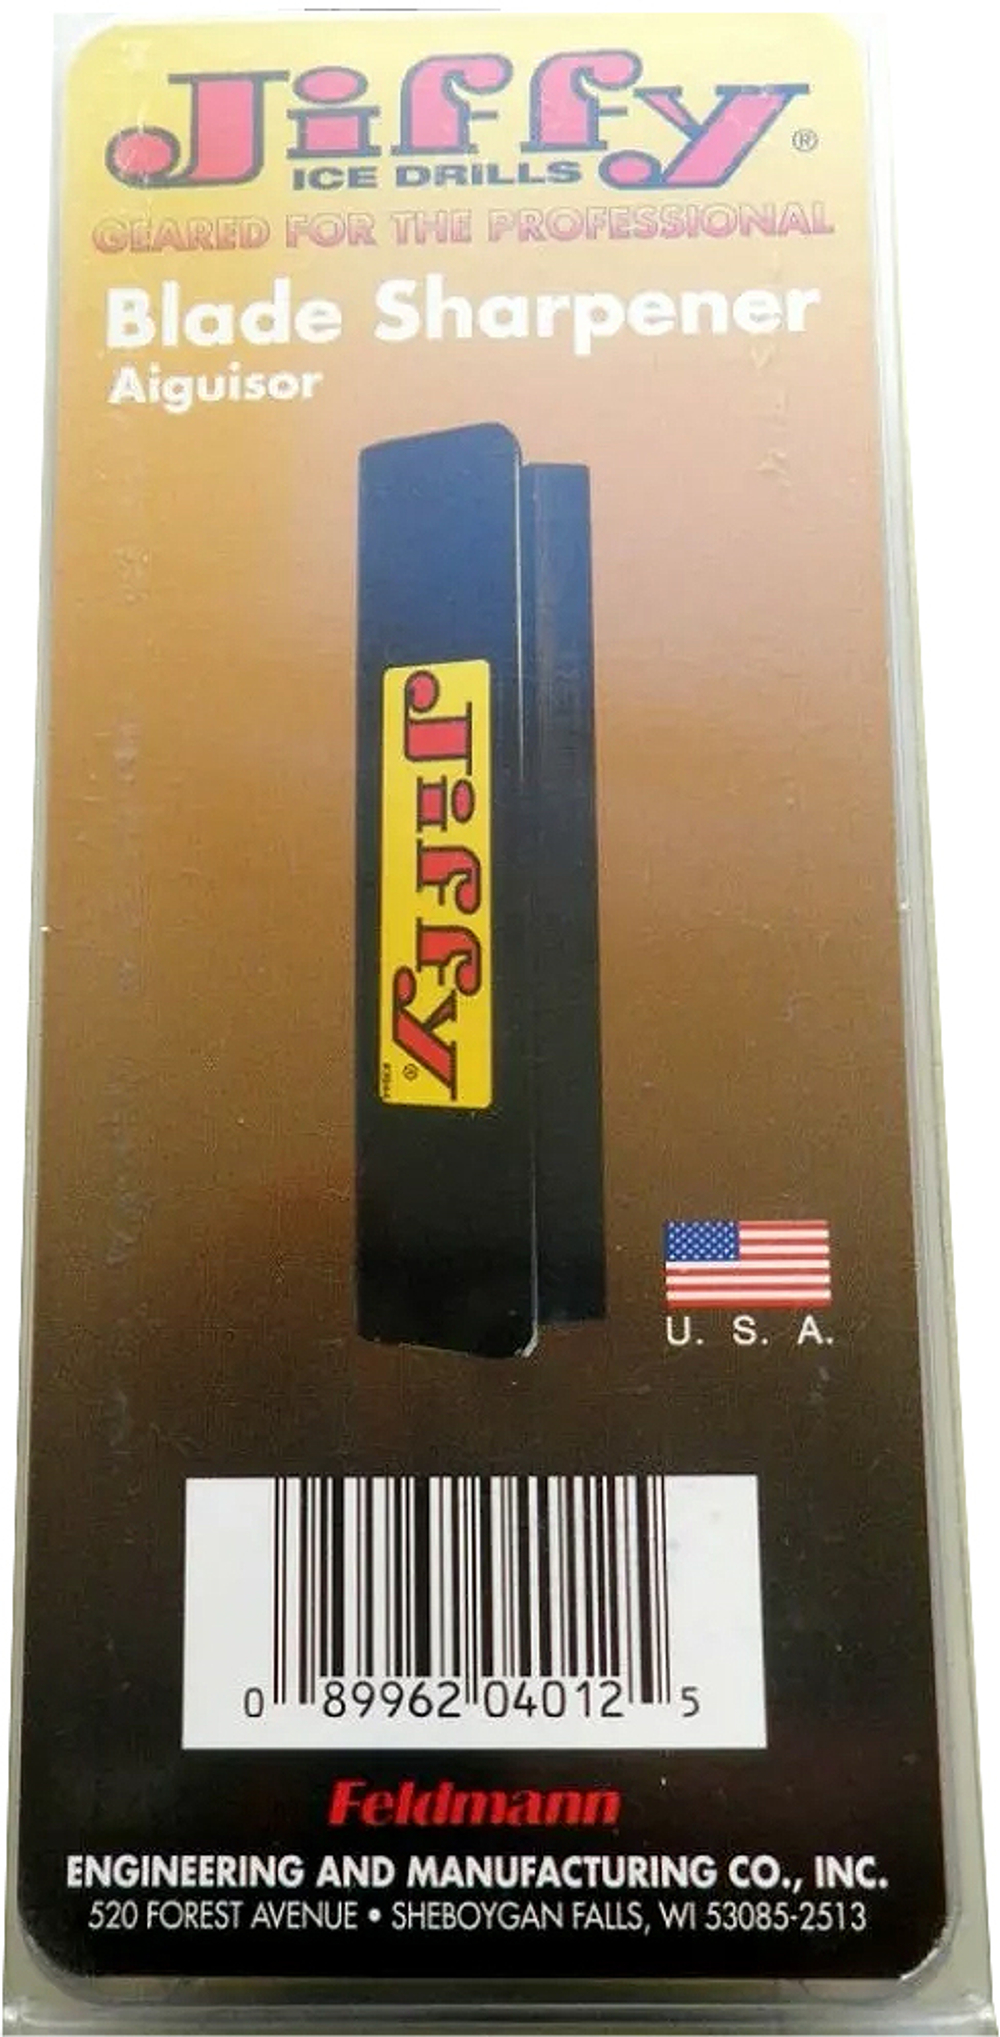 Jiffy®
ICE DRILLS
GEARED FOR THE PROFESSIONAL
Blade Sharpener
Aiguisor
Jiffy®
U. S. A.
0 89962 04012 5
Feldmann
ENGINEERING AND MANUFACTURING CO., INC.
520 FOREST AVENUE • SHEBOYGAN FALLS, WI 53085-2513